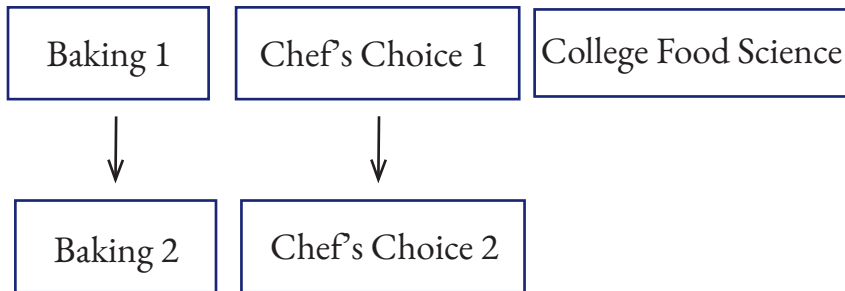 Baking 1
Chef’s Choice 1
College Food Science
Baking 2
Chef’s Choice 2